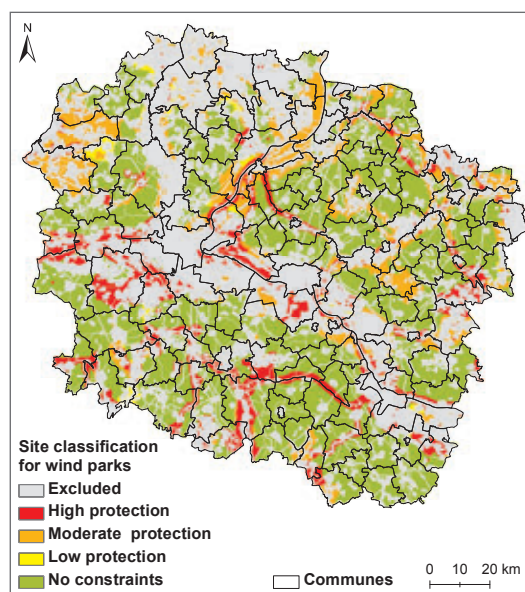 N
Site classification
for wind parks
Excluded
High protection
Moderate protection
Low protection
No constraints
Communes
0 10 20 km